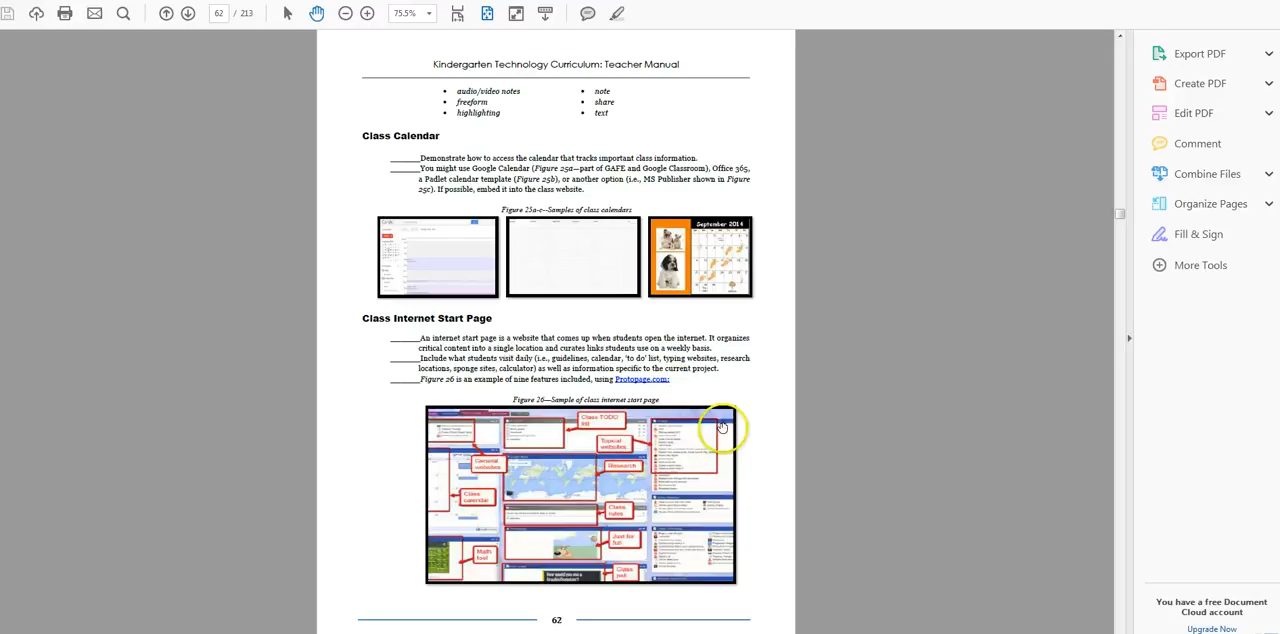 62 / 213
75.5%
Kindergarten Technology Curriculum: Teacher Manual
• audio/video notes
• freeform
• highlighting
• note
• share
• text
Class Calendar
______Demonstrate how to access the calendar that tracks important class information.
______You might use Google Calendar (Figure 25a—part of GAFE and Google Classroom), Office 365,
a Padlet calendar template (Figure 25b), or another option (i.e., MS Publisher shown in Figure
25c). If possible, embed it into the class website.
Figure 25a-c—Samples of class calendars
September 2014
Class Internet Start Page
______An internet start page is a website that comes up when students open the internet. It organizes
critical content into a single location and curates links students use on a weekly basis.
______Include what students visit daily (i.e., guidelines, calendar, 'to do' list, typing websites, research
locations, sponge sites, calculator) as well as information specific to the current project.
______Figure 26 is an example of nine features included, using Protopage.com:
Figure 26—Sample of class internet start page
Class TODO
list
Topical
websites
General
websites
Research
Class
calendar
Class
rules
Just for
fun
Math
tool
Class
poll
62
Export PDF
Create PDF
Edit PDF
Comment
Combine Files
Organize Pages
Fill & Sign
More Tools
You have a free Document
Cloud account
Upgrade Now